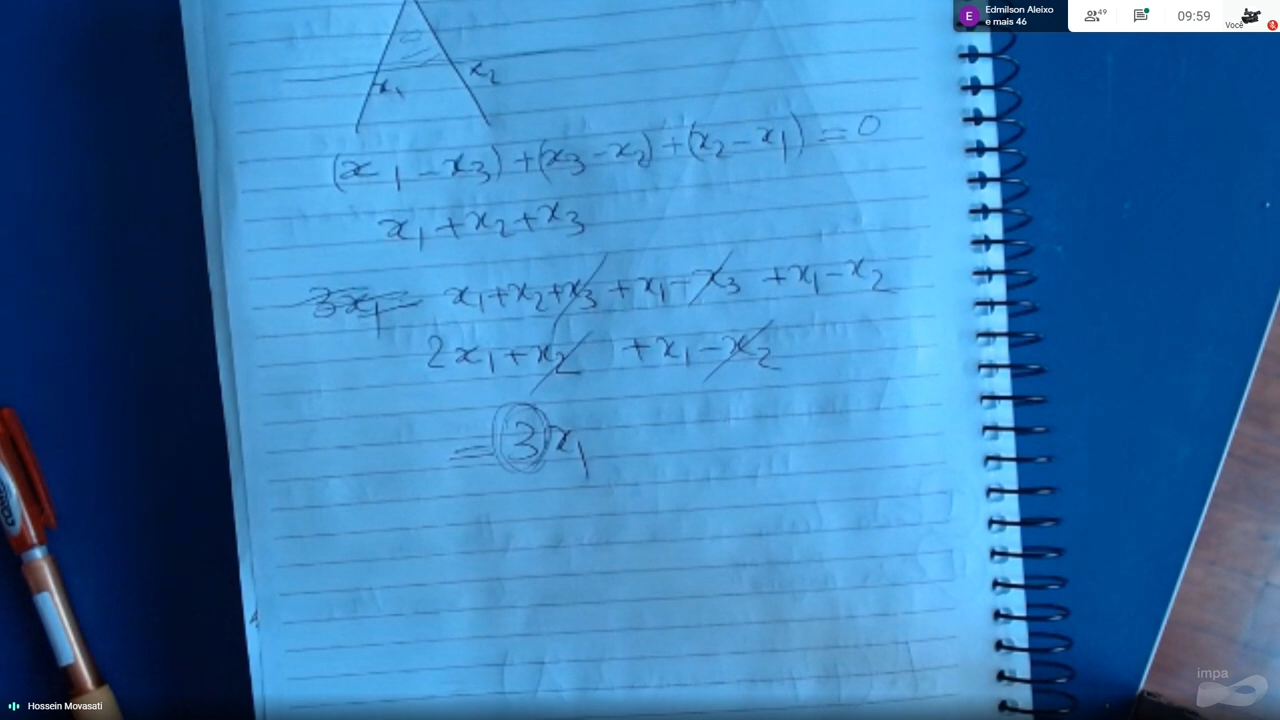 Edmilson Aleixo
e mais 46
49
09:59
Você
x₁
x₂
(x₁ - x₃) + (x₃ - x₂) + (x₂ - x₁) = 0
x₁ + x₂ + x₃
3x₁ x₁ + x₂ + x₃ + x₁ - x₃ + x₁ - x₂
2x₁ + x₂ + x₁ - x₂
= 3x₁
impa
Hossein Movasati